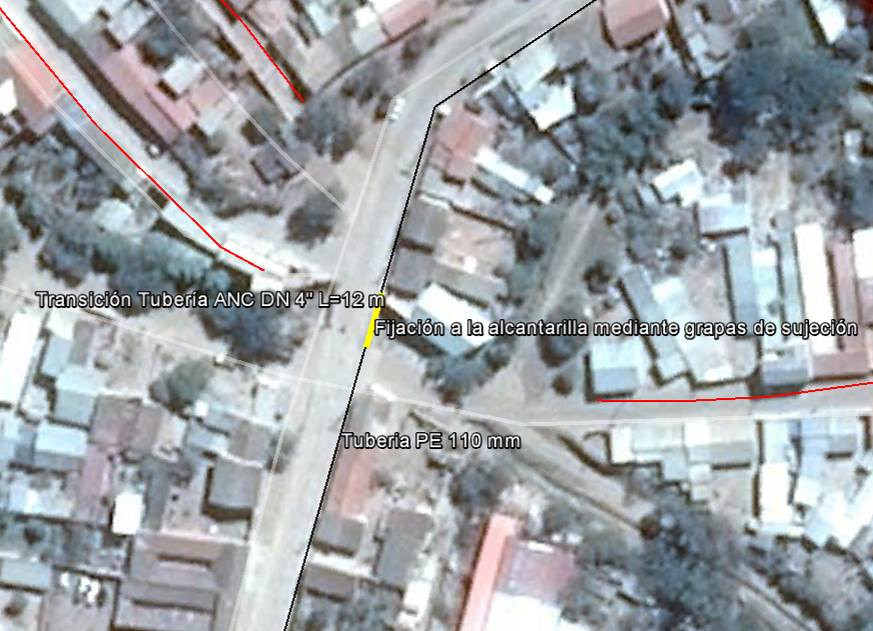 Transición Tubería ANC DN 4" L=12 m
Fijación a la alcantarilla mediante grapas de sujeción
Tuberia PE 110 mm